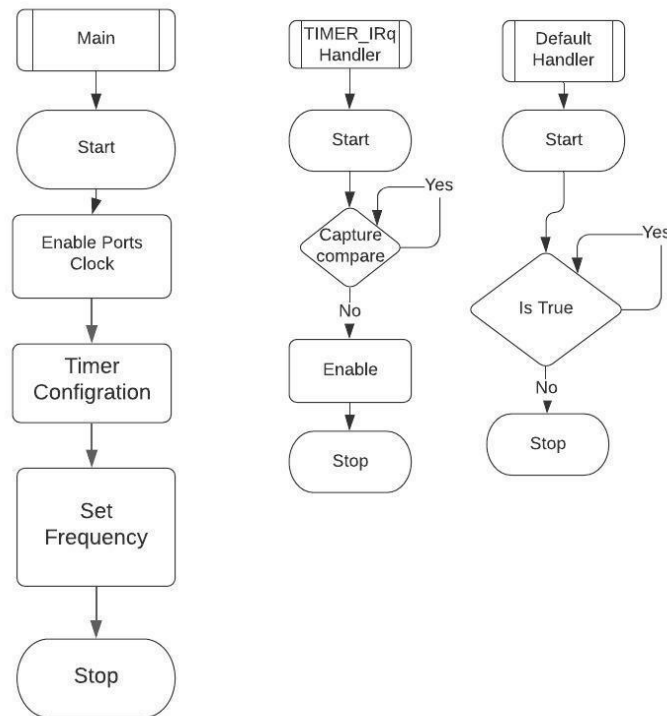 Main
Start
Enable Ports
Clock
Timer
Configration
Set
Frequency
Stop
TIMER_IRq
Handler
Start
Yes
Capture
compare
No
Enable
Stop
Default
Handler
Start
Yes
Is True
No
Stop